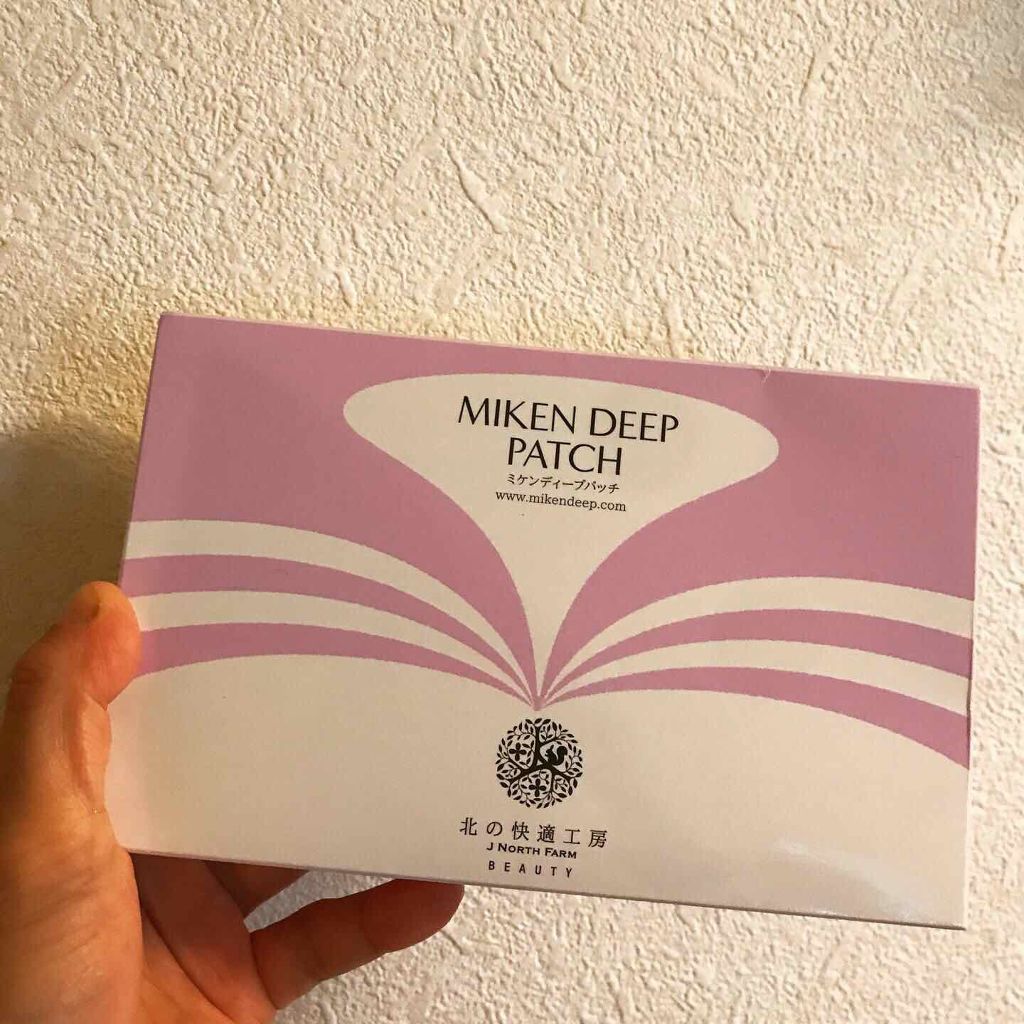 MIKEN DEEP
PATCH
ミケンディープパッチ
www.mikendeep.com
北の快適工房
J NORTH FARM
BEAUTY